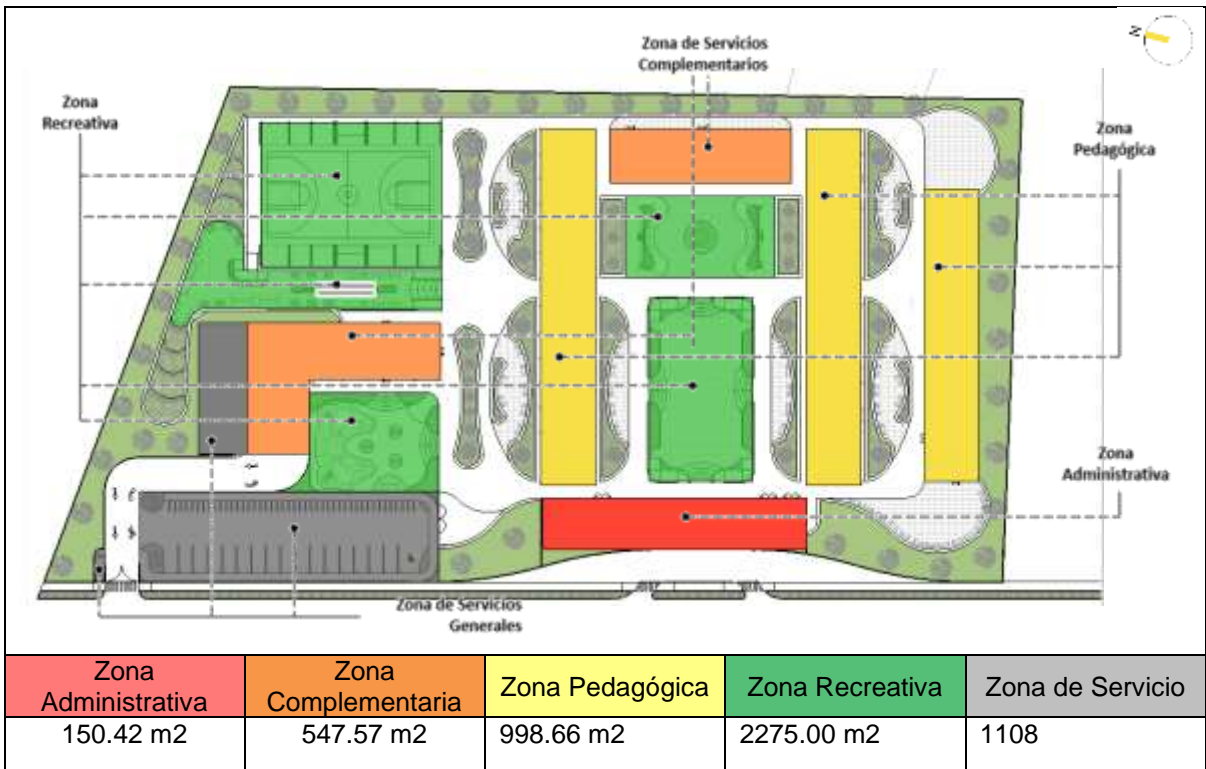 N
Zona de Servicios
Complementarios
Zona
Recreativa
Zona
Pedagógica
Zona
Administrativa
Zona de Servicios
Generales
Zona
Administrativa
Zona
Complementaria
Zona Pedagógica
Zona Recreativa
Zona de Servicio
150.42 m2
547.57 m2
998.66 m2
2275.00 m2
1108